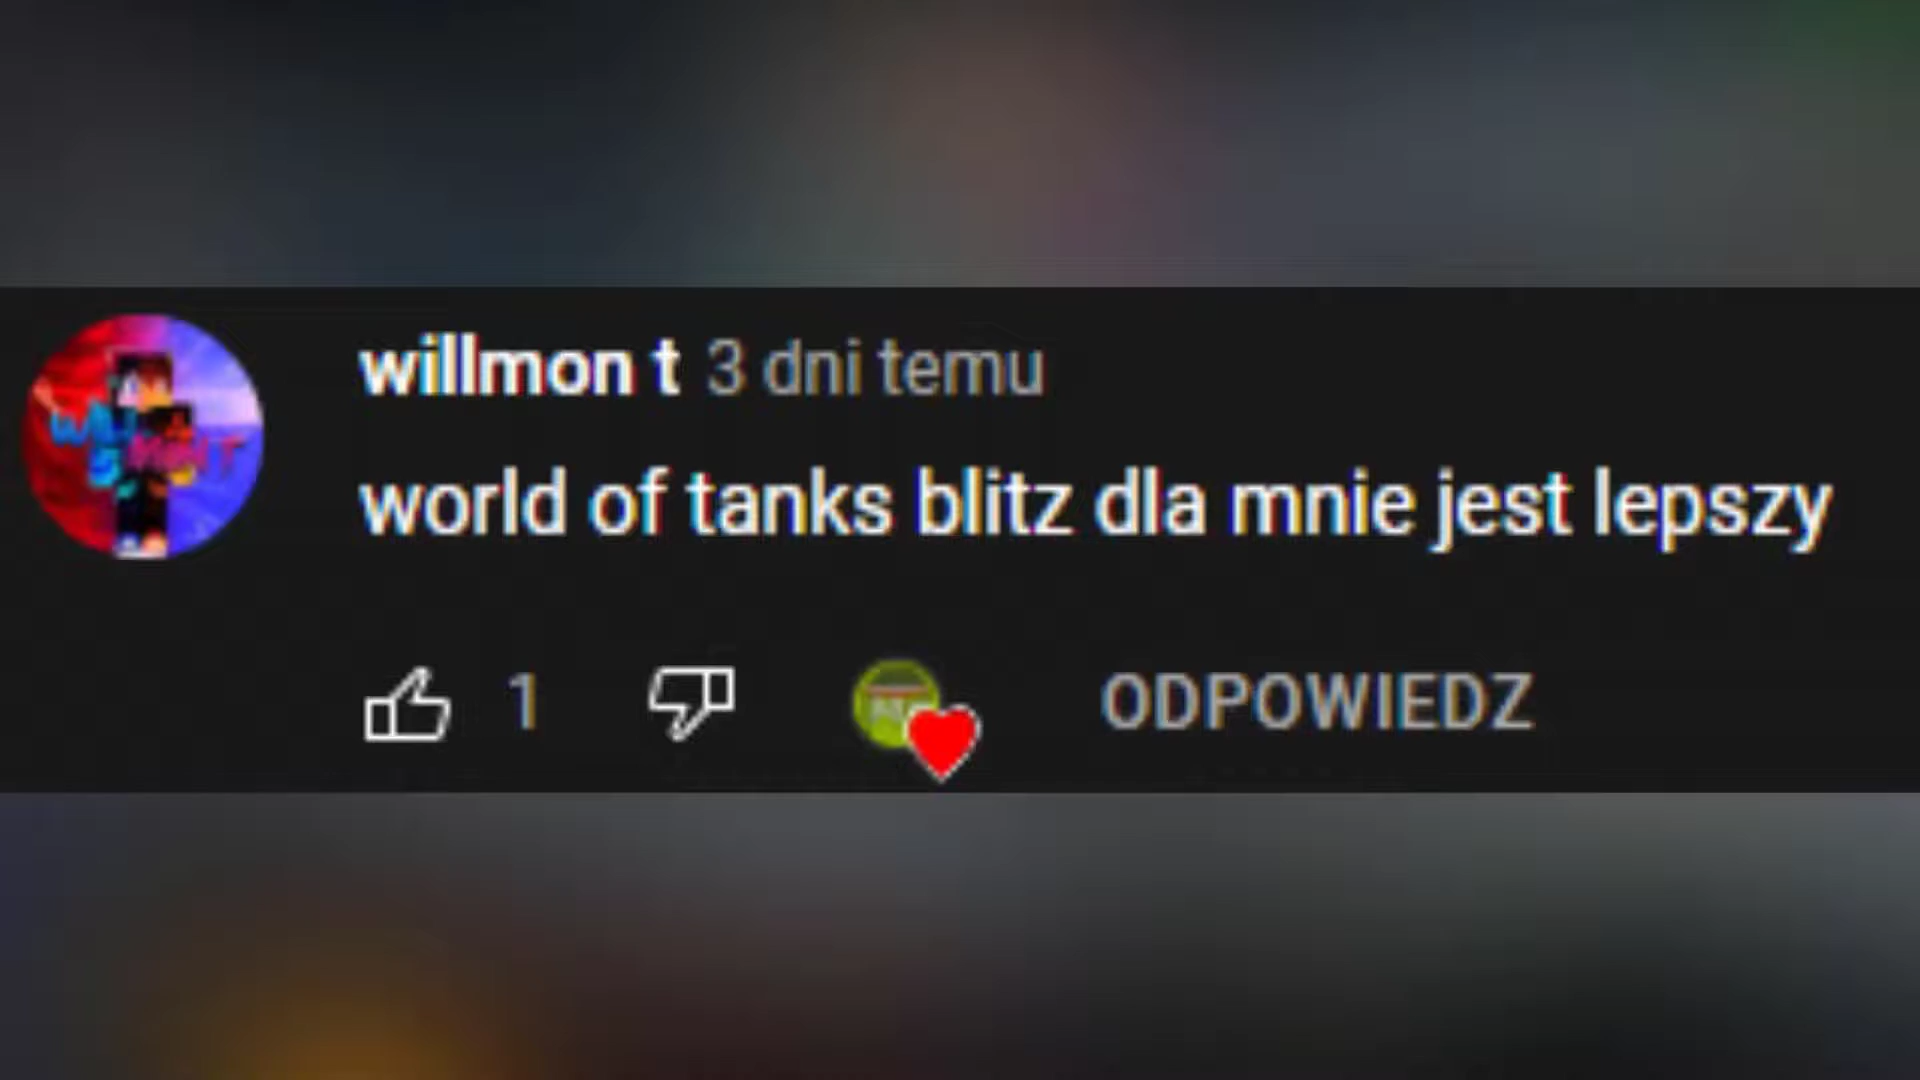 willmon t 3 dni temu
world of tanks blitz dla mnie jest lepszy
1 ODPOWIEDZ